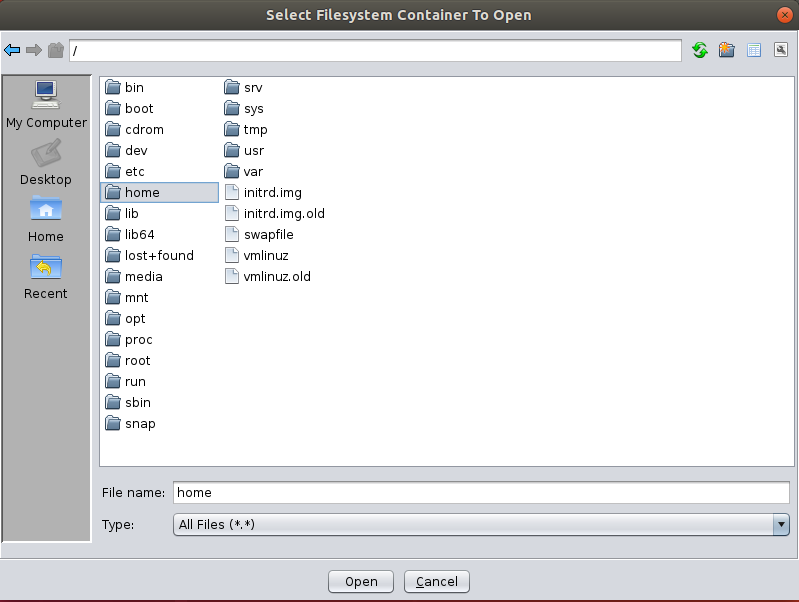 Select Filesystem Container To Open
/
My Computer
Desktop
Home
Recent
bin
boot
cdrom
dev
etc
home
lib
lib64
lost+found
media
mnt
opt
proc
root
run
sbin
snap
srv
sys
tmp
usr
var
initrd.img
initrd.img.old
swapfile
vmlinuz
vmlinuz.old
File name: home
Type: All Files (*.*)
Open Cancel